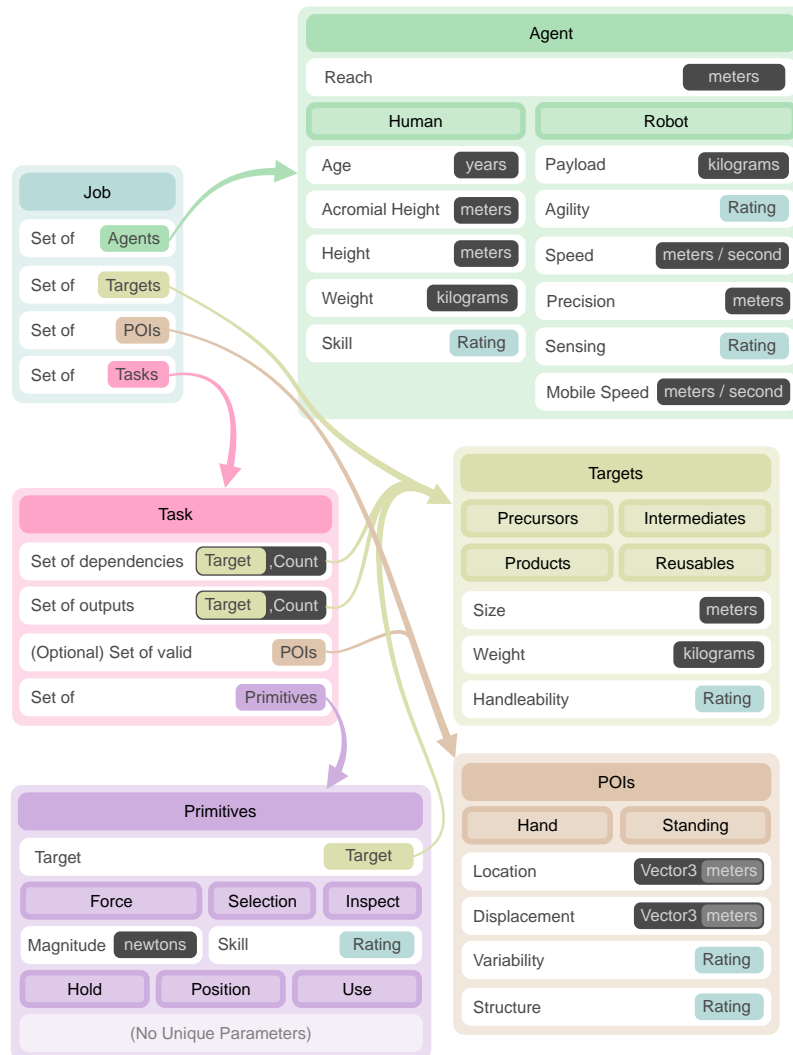 Agent
Reach meters
Human Robot
Age years Payload kilograms
Acromial Height meters Agility Rating
Height meters Speed meters / second
Weight kilograms Precision meters
Skill Rating Sensing Rating
Mobile Speed meters / second
Job
Set of Agents
Set of Targets
Set of POIs
Set of Tasks
Task
Set of dependencies Target ,Count
Set of outputs Target ,Count
(Optional) Set of valid POIs
Set of Primitives
Targets
Precursors Intermediates
Products Reusables
Size meters
Weight kilograms
Handleability Rating
Primitives
Target Target
Force Selection Inspect
Magnitude newtons Skill Rating
Hold Position Use
(No Unique Parameters)
POIs
Hand Standing
Location Vector3 meters
Displacement Vector3 meters
Variability Rating
Structure Rating